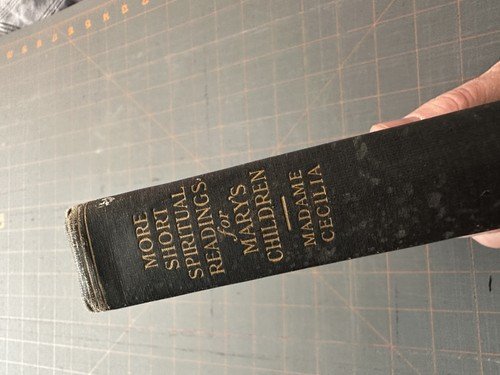 MORE
SHORT
SPIRITUAL
READINGS,
for
MARY'S
CHILDREN
MADAME
CECILIA